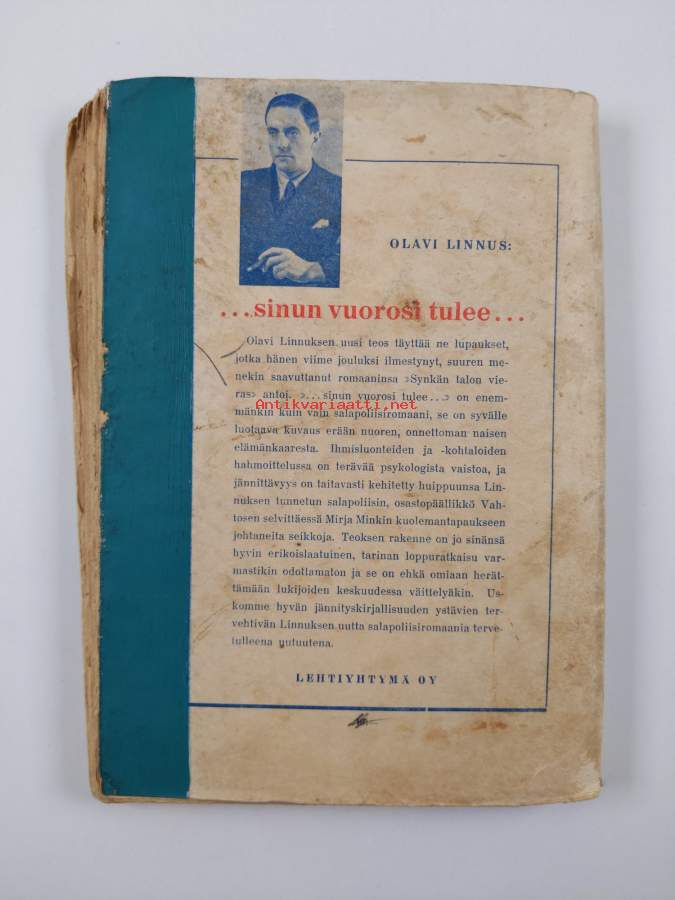 OLAVI LINNUS:
...sinun vuorosi tulee...
Olavi Linnuksen uusi teos täyttää ne lupaukset,
jotka hänen viime jouluksi ilmestynyt, suuren me-
nekin saavuttanut romaaninsa »Synkän talon vie-
ras» antoi. »...sinun vuorosi tulee...» on enem-
Antikvariaatti.net
mänkin kuin vain salapoliisiromaani, se on syvälle
luotaava kuvaus erään nuoren, onnettoman naisen
elämänkaaresta. Ihmisluonteiden ja -kohtaloiden
hahmoittelussa on terävää psykologista vaistoa, ja
jännittävyys on taitavasti kehitetty huippuunsa Lin-
nuksen tunnetun salapoliisin, osastopäällikkö Vah-
tosen selvittäessä Mirja Minkin kuolemantapaukseen
johtaneita seikkoja. Teoksen rakenne on jo sinänsä
hyvin erikoislaatuinen, tarinan loppuratkaisu var-
mastikin odottamaton ja se on ehkä omiaan herät-
tämään lukijoiden keskuudessa väittelyäkin. Us-
komme hyvän jännityskirjallisuuden ystävien ter-
vehtivän Linnuksen uutta salapoliisiromaania terve-
tulleena uutuutena.
LEHTIYHTYMÄ OY